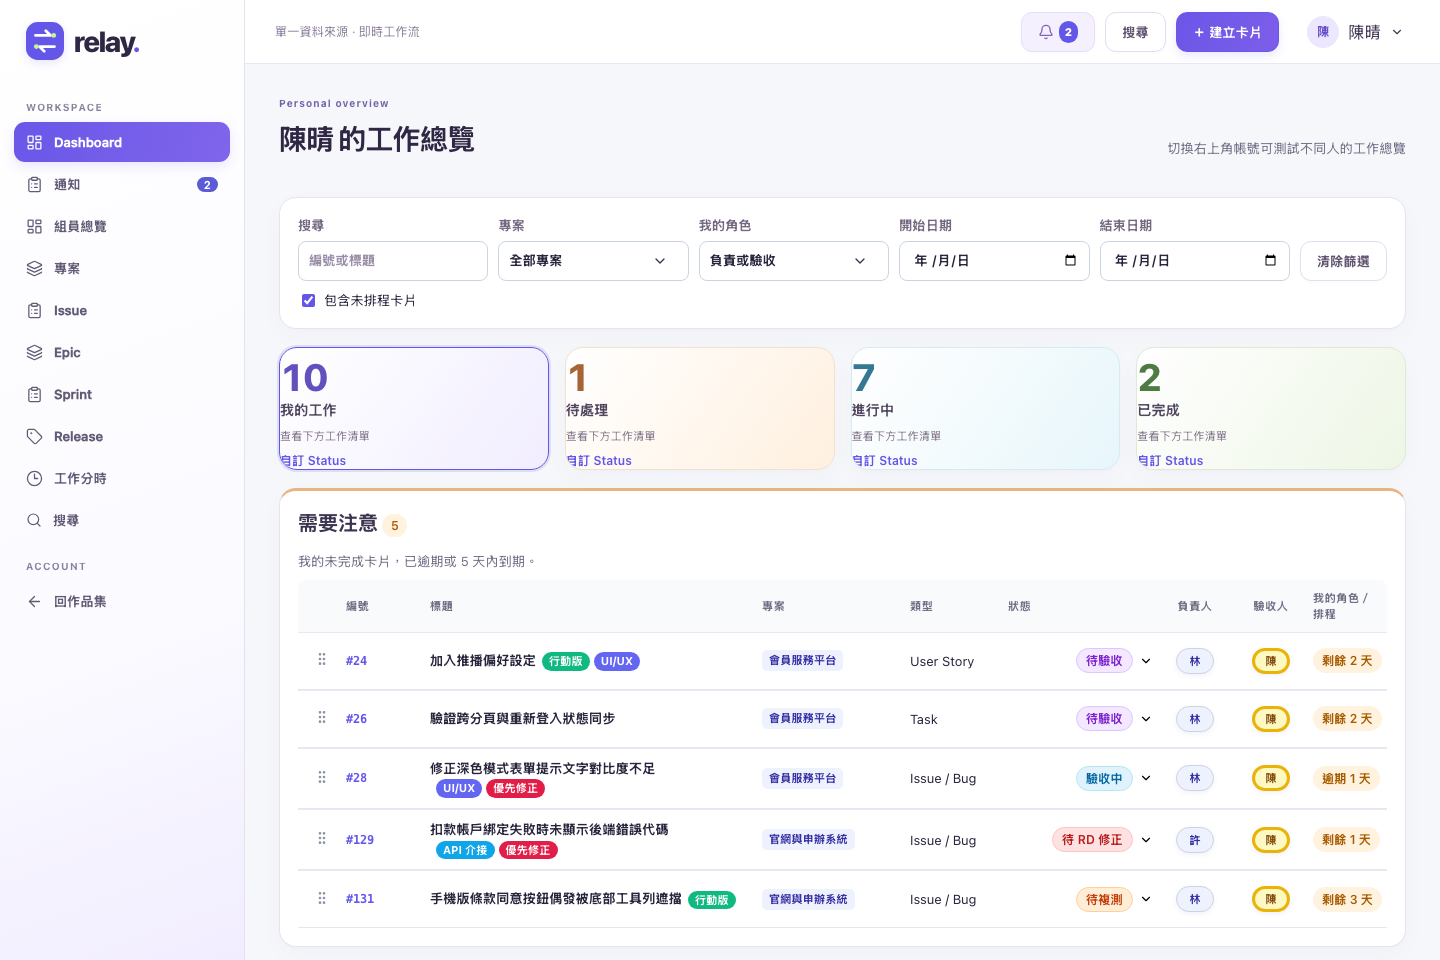 relay.
單一資料來源 · 即時工作流
2
搜尋
+ 建立卡片
陳
陳晴
WORKSPACE
Dashboard
通知
2
組員總覽
專案
Issue
Epic
Sprint
Release
工作分時
搜尋
ACCOUNT
回作品集
Personal overview
陳晴 的工作總覽
切換右上角帳號可測試不同人的工作總覽
搜尋
專案
我的角色
開始日期
結束日期
編號或標題
全部專案
負責或驗收
年 /月/日
年 /月/日
清除篩選
包含未排程卡片
10
我的工作
查看下方工作清單
自訂 Status
1
待處理
查看下方工作清單
自訂 Status
7
進行中
查看下方工作清單
自訂 Status
2
已完成
查看下方工作清單
自訂 Status
需要注意 5
我的未完成卡片，已逾期或 5 天內到期。
編號 標題 專案 類型 狀態 負責人 驗收人 我的角色 /
排程
#24 加入推播偏好設定 行動版 UI/UX 會員服務平台 User Story 待驗收 林 陳 剩餘 2 天
#26 驗證跨分頁與重新登入狀態同步 會員服務平台 Task 待驗收 林 陳 剩餘 2 天
#28 修正深色模式表單提示文字對比度不足 會員服務平台 Issue / Bug 驗收中 林 陳 逾期 1 天
UI/UX 優先修正
#129 扣款帳戶綁定失敗時未顯示後端錯誤代碼 官網與申辦系統 Issue / Bug 待 RD 修正 許 陳 剩餘 1 天
API 介接 優先修正
#131 手機版條款同意按鈕偶發被底部工具列遮擋 行動版 官網與申辦系統 Issue / Bug 待複測 林 陳 剩餘 3 天